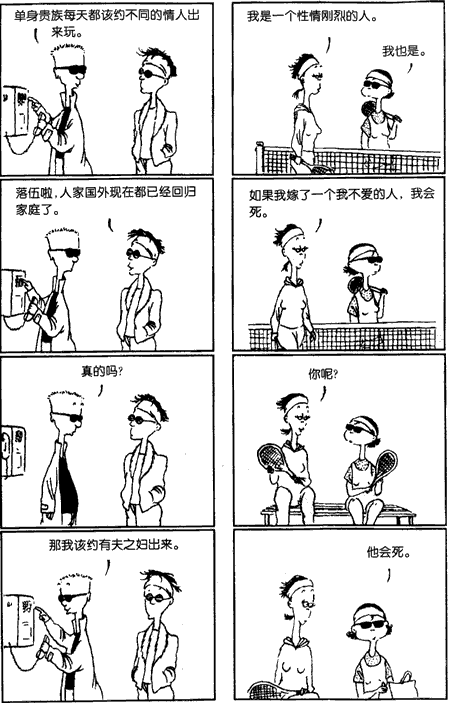 单身贵族每天都该约不同的情人出
来玩。
落伍啦,人家国外现在都已经回归
家庭了。
真的吗?
那我该约有夫之妇出来。
我是一个性情刚烈的人。
我也是。
如果我嫁了一个我不爱的人，我会
死。
你呢?
他会死。